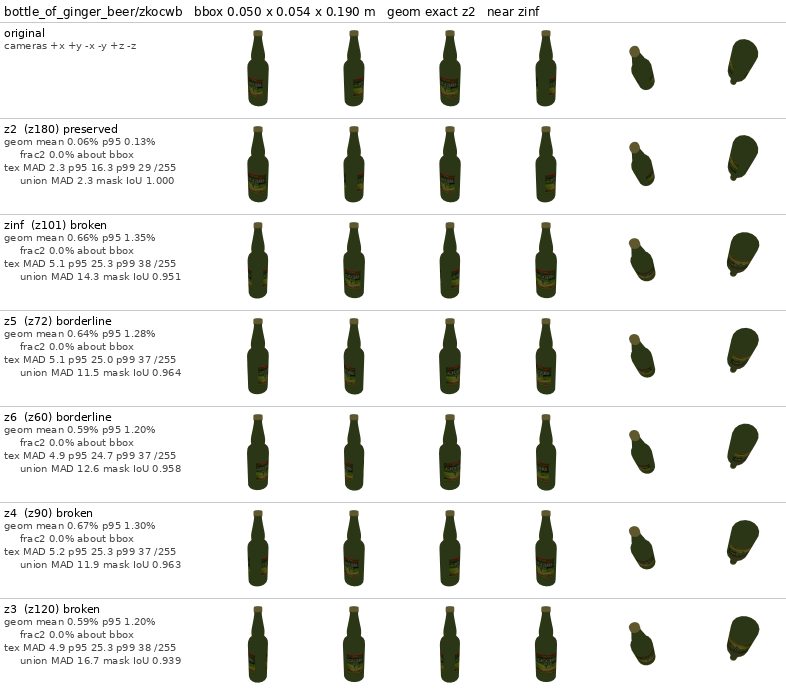 bottle_of_ginger_beer/zkocwb bbox 0.050 x 0.054 x 0.190 m geom exact z2 near zinf
original
cameras +x +y -x -y +z -z
z2 (z180) preserved
geom mean 0.06% p95 0.13%
frac2 0.0% about bbox
tex MAD 2.3 p95 16.3 p99 29 /255
union MAD 2.3 mask IoU 1.000
zinf (z101) broken
geom mean 0.66% p95 1.35%
frac2 0.0% about bbox
tex MAD 5.1 p95 25.3 p99 38 /255
union MAD 14.3 mask IoU 0.951
z5 (z72) borderline
geom mean 0.64% p95 1.28%
frac2 0.0% about bbox
tex MAD 5.1 p95 25.0 p99 37 /255
union MAD 11.5 mask IoU 0.964
z6 (z60) borderline
geom mean 0.59% p95 1.20%
frac2 0.0% about bbox
tex MAD 4.9 p95 24.7 p99 37 /255
union MAD 12.6 mask IoU 0.958
z4 (z90) broken
geom mean 0.67% p95 1.30%
frac2 0.0% about bbox
tex MAD 5.2 p95 25.3 p99 37 /255
union MAD 11.9 mask IoU 0.963
z3 (z120) broken
geom mean 0.59% p95 1.20%
frac2 0.0% about bbox
tex MAD 4.9 p95 25.3 p99 38 /255
union MAD 16.7 mask IoU 0.939